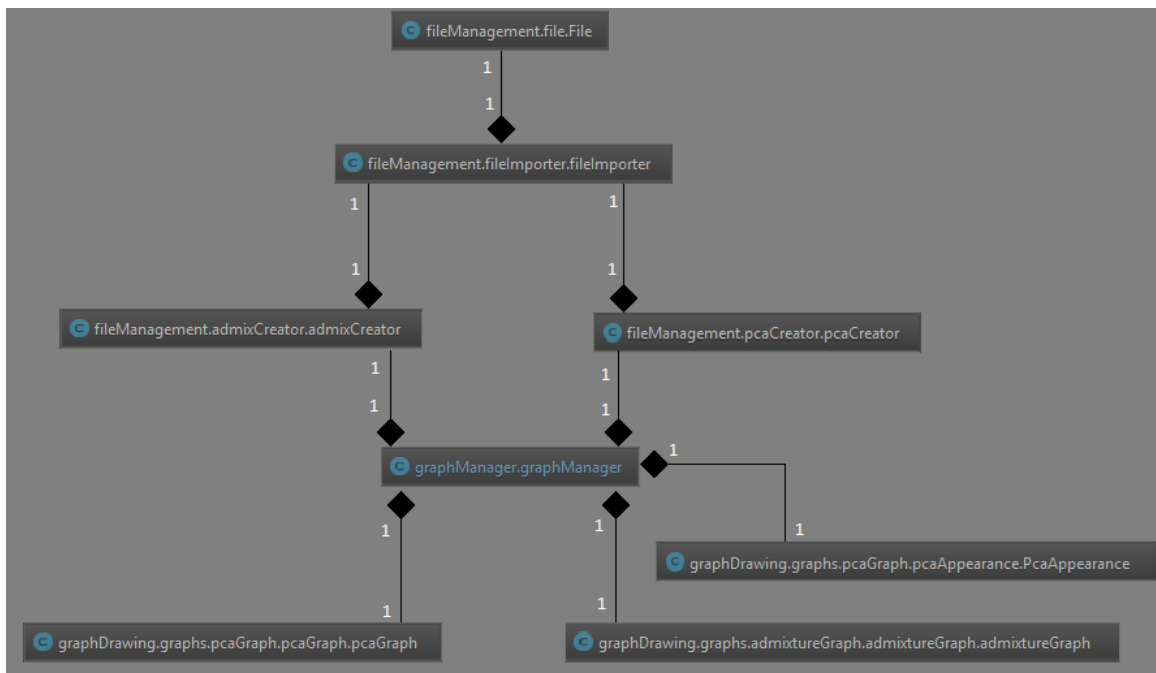 C fileManagement.file.File
1
1
C fileManagement.fileImporter.fileImporter
1 1
1 1
C fileManagement.admixCreator.admixCreator
C fileManagement.pcaCreator.pcaCreator
1 1
1 1
1
C graphManager.graphManager
1 1 1
C graphDrawing.graphs.pcaGraph.pcaAppearance.PcaAppearance
1 1
C graphDrawing.graphs.pcaGraph.pcaGraph.pcaGraph
C graphDrawing.graphs.admixtureGraph.admixtureGraph.admixtureGraph